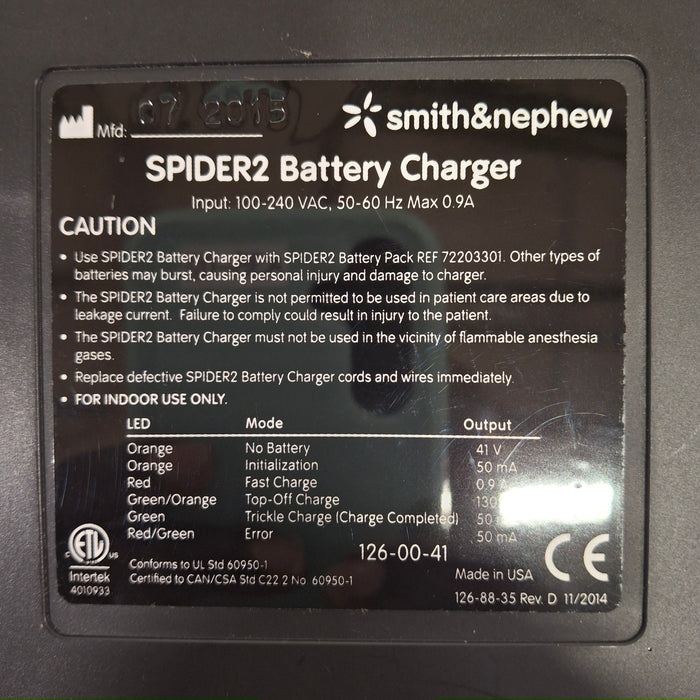 Mfd: 07 2015
smith&nephew
SPIDER2 Battery Charger
Input: 100-240 VAC, 50-60 Hz Max 0.9A
CAUTION
• Use SPIDER2 Battery Charger with SPIDER2 Battery Pack REF 72203301. Other types of
batteries may burst, causing personal injury and damage to charger.
• The SPIDER2 Battery Charger is not permitted to be used in patient care areas due to
leakage current. Failure to comply could result in injury to the patient.
• The SPIDER2 Battery Charger must not be used in the vicinity of flammable anesthesia
gases.
• Replace defective SPIDER2 Battery Charger cords and wires immediately.
• FOR INDOOR USE ONLY.
LED Mode Output
Orange No Battery 41 V
Orange Initialization 50 mA
Red Fast Charge 0.9
Green/Orange Top-Off Charge
Green Trickle Charge (Charge Completed) 50
Red/Green Error 50 mA
126-00-41
C ETL US
Intertek
4010933
Conforms to UL Std 60950-1
Certified to CAN/CSA Std C22 2 No 60950-1
Made in USA
CE
126-88-35 Rev. D 11/2014